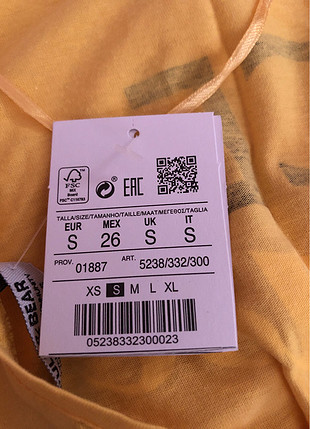 FSC
MIX
Board
FSC® C110783
EAC
TALLA/SIZE/TAMANHO/TAILLE/MAAT/ΜΕΓΕΘΟΣ/TAGLIA
EUR MEX UK IT
S 26 S S
PROV. 01887 ART. 5238/332/300
XS S M L XL
05238332300023
BEAR